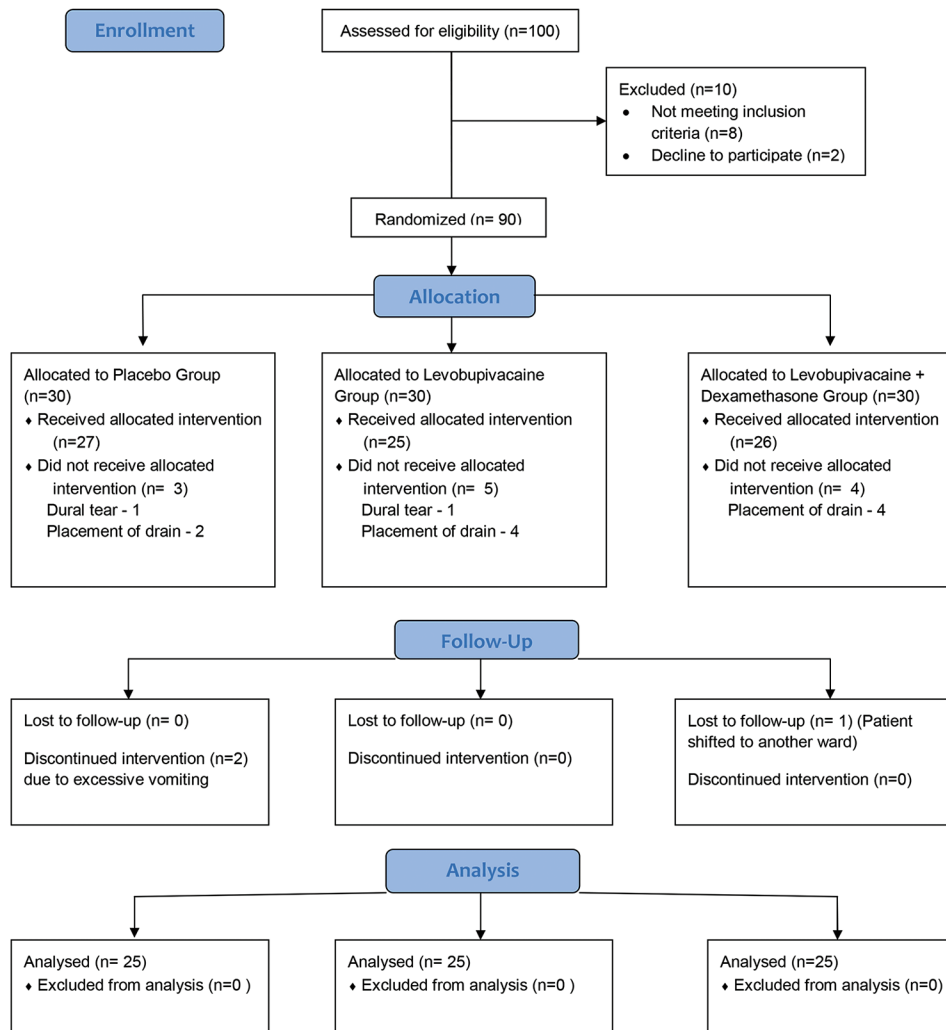 Enrollment
Assessed for eligibility (n=100)
Excluded (n=10)
● Not meeting inclusion
criteria (n=8)
● Decline to participate (n=2)
Randomized (n= 90)
Allocation
Allocated to Placebo Group
(n=30)
♦ Received allocated intervention
(n=27)
♦ Did not receive allocated
intervention (n= 3)
Dural tear - 1
Placement of drain - 2
Allocated to Levobupivacaine
Group (n=30)
♦ Received allocated intervention
(n=25)
♦ Did not receive allocated
intervention (n= 5)
Dural tear - 1
Placement of drain - 4
Allocated to Levobupivacaine +
Dexamethasone Group (n=30)
♦ Received allocated intervention
(n=26)
♦ Did not receive allocated
intervention (n= 4)
Placement of drain - 4
Follow-Up
Lost to follow-up (n= 0)
Discontinued intervention (n=2)
due to excessive vomiting
Lost to follow-up (n= 0)
Discontinued intervention (n=0)
Lost to follow-up (n= 1) (Patient
shifted to another ward)
Discontinued intervention (n=0)
Analysis
Analysed (n= 25)
♦ Excluded from analysis (n=0 )
Analysed (n= 25)
♦ Excluded from analysis (n=0 )
Analysed (n=25)
♦ Excluded from analysis (n=0)